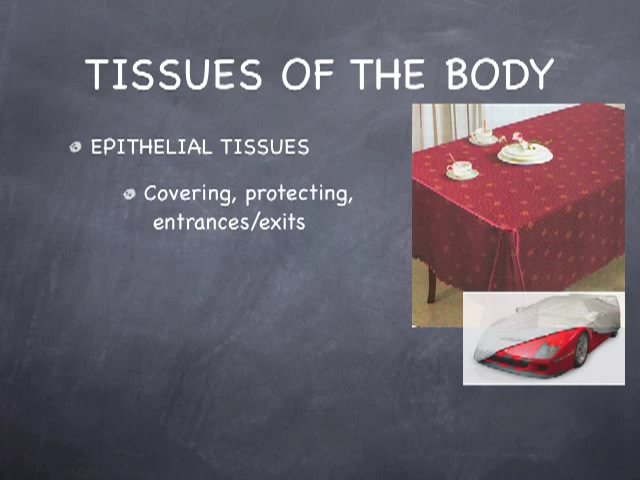 TISSUES OF THE BODY
EPITHELIAL TISSUES
Covering, protecting,
entrances/exits